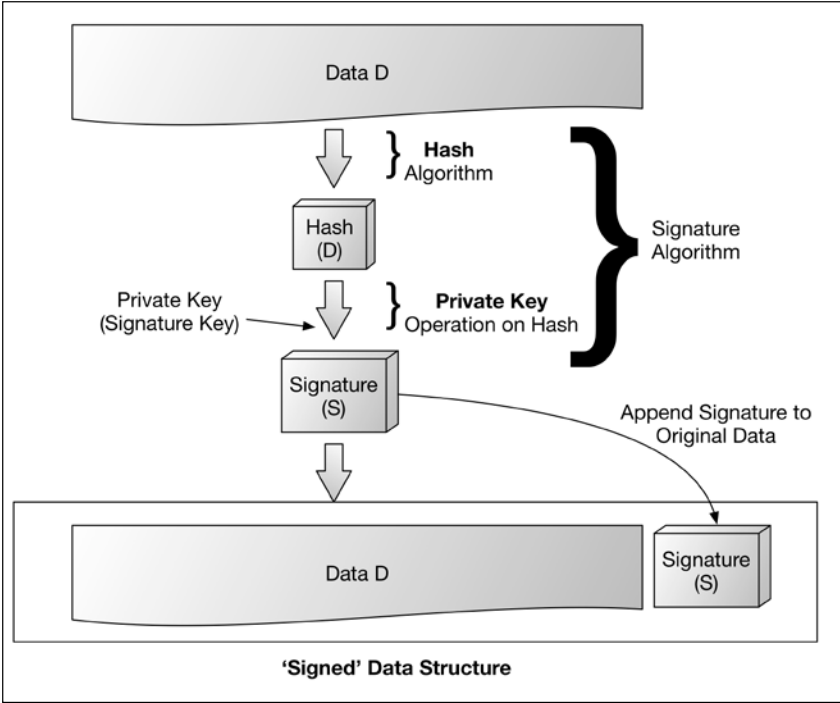 Data D
Hash
Algorithm
Hash
(D)
Signature
Algorithm
Private Key
(Signature Key)
Private Key
Operation on Hash
Signature
(S)
Append Signature to
Original Data
Data D
Signature
(S)
‘Signed’ Data Structure